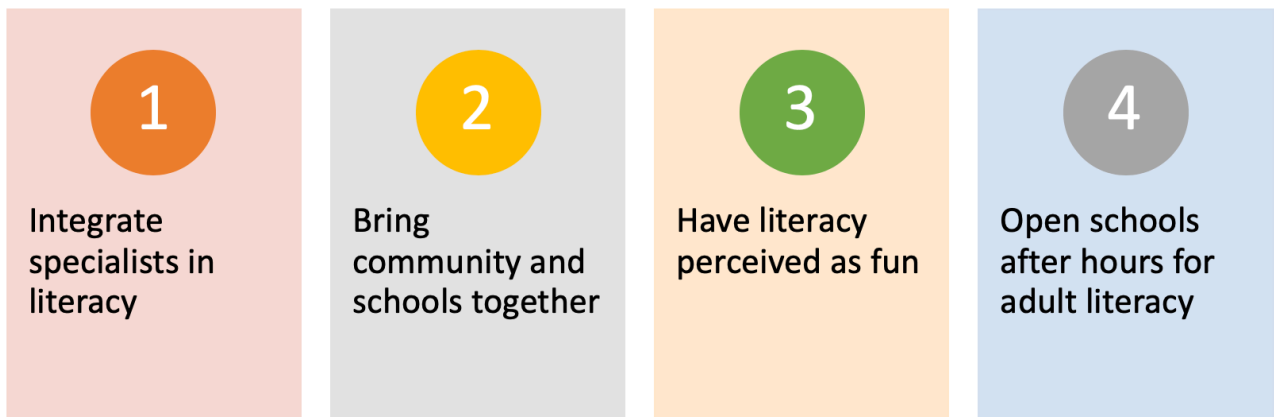 1
Integrate
specialists in
literacy
2
Bring
community and
schools together
3
Have literacy
perceived as fun
4
Open schools
after hours for
adult literacy